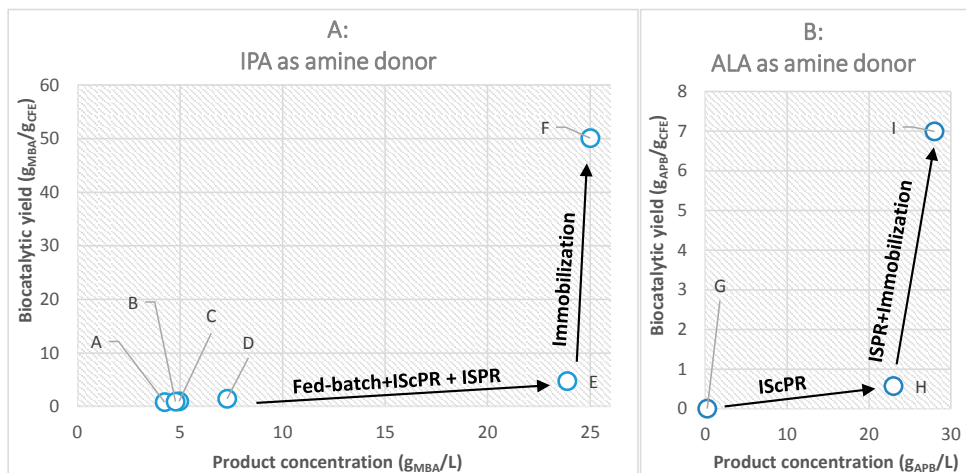 A:
IPA as amine donor
Biocatalytic yield (gMBA/gCFE)
60
50
40
30
20
10
0
0
5
10
15
20
25
Product concentration (gMBA/L)
A
B
C
D
E
F
Fed-batch+IScPR + ISPR
Immobilization
B:
ALA as amine donor
Biocatalytic yield (gAPB/gCFE)
8
7
6
5
4
3
2
1
0
0
10
20
30
Product concentration (gAPB/L)
G
H
I
IScPR
ISPR+Immobilization